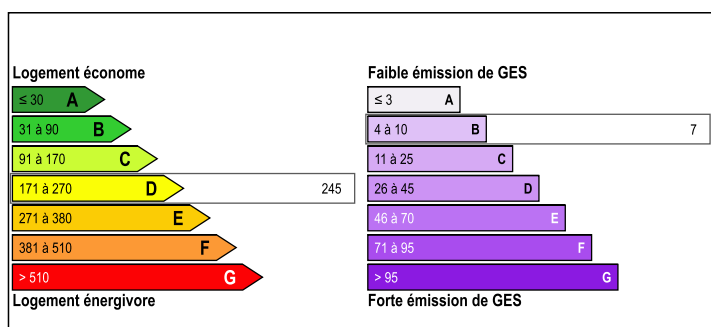 Logement économe
≤ 30 A
31 à 90 B
91 à 170 C
171 à 270 D 245
271 à 380 E
381 à 510 F
> 510 G
Logement énergivore
Faible émission de GES
≤ 3 A
4 à 10 B 7
11 à 25 C
26 à 45 D
46 à 70 E
71 à 95 F
> 95 G
Forte émission de GES